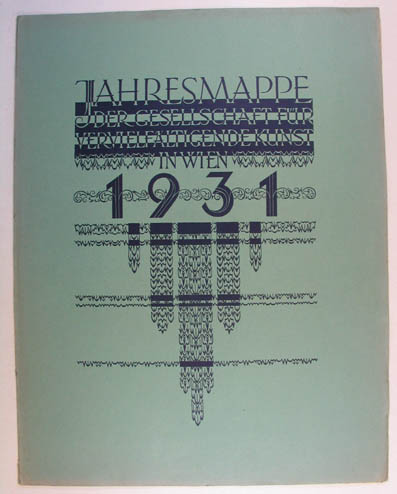 JAHRESMAPPE
DER GESELLSCHAFT FÜR
VERVIELFÄLTIGENDE KUNST
IN WIEN
1931